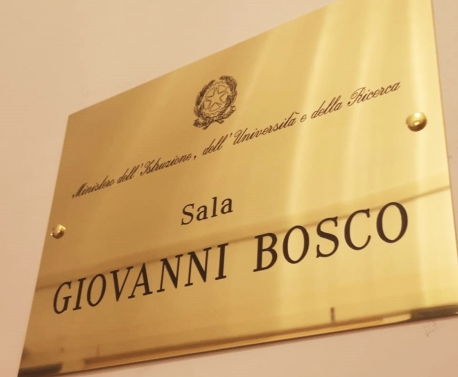 Ministero dell'Istruzione, dell'Università e della Ricerca
Sala
GIOVANNI BOSCO